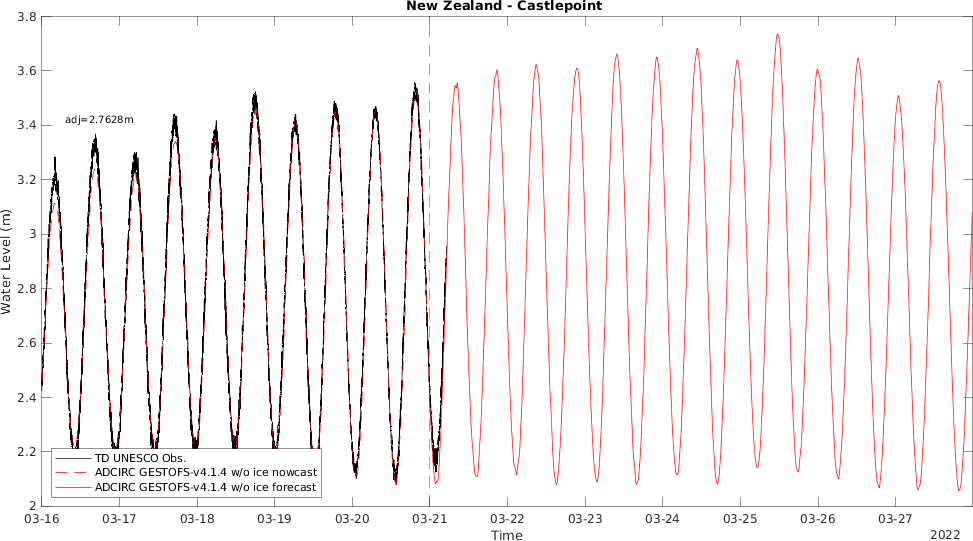 New Zealand - Castlepoint
3.8
3.6
3.4
3.2
3
2.8
2.6
2.4
2.2
2
Water Level (m)
adj=2.7628m
TD UNESCO Obs.
ADCIRC GESTOFS-v4.1.4 w/o ice nowcast
ADCIRC GESTOFS-v4.1.4 w/o ice forecast
03-16 03-17 03-18 03-19 03-20 03-21 03-22 03-23 03-24 03-25 03-26 03-27
Time
2022